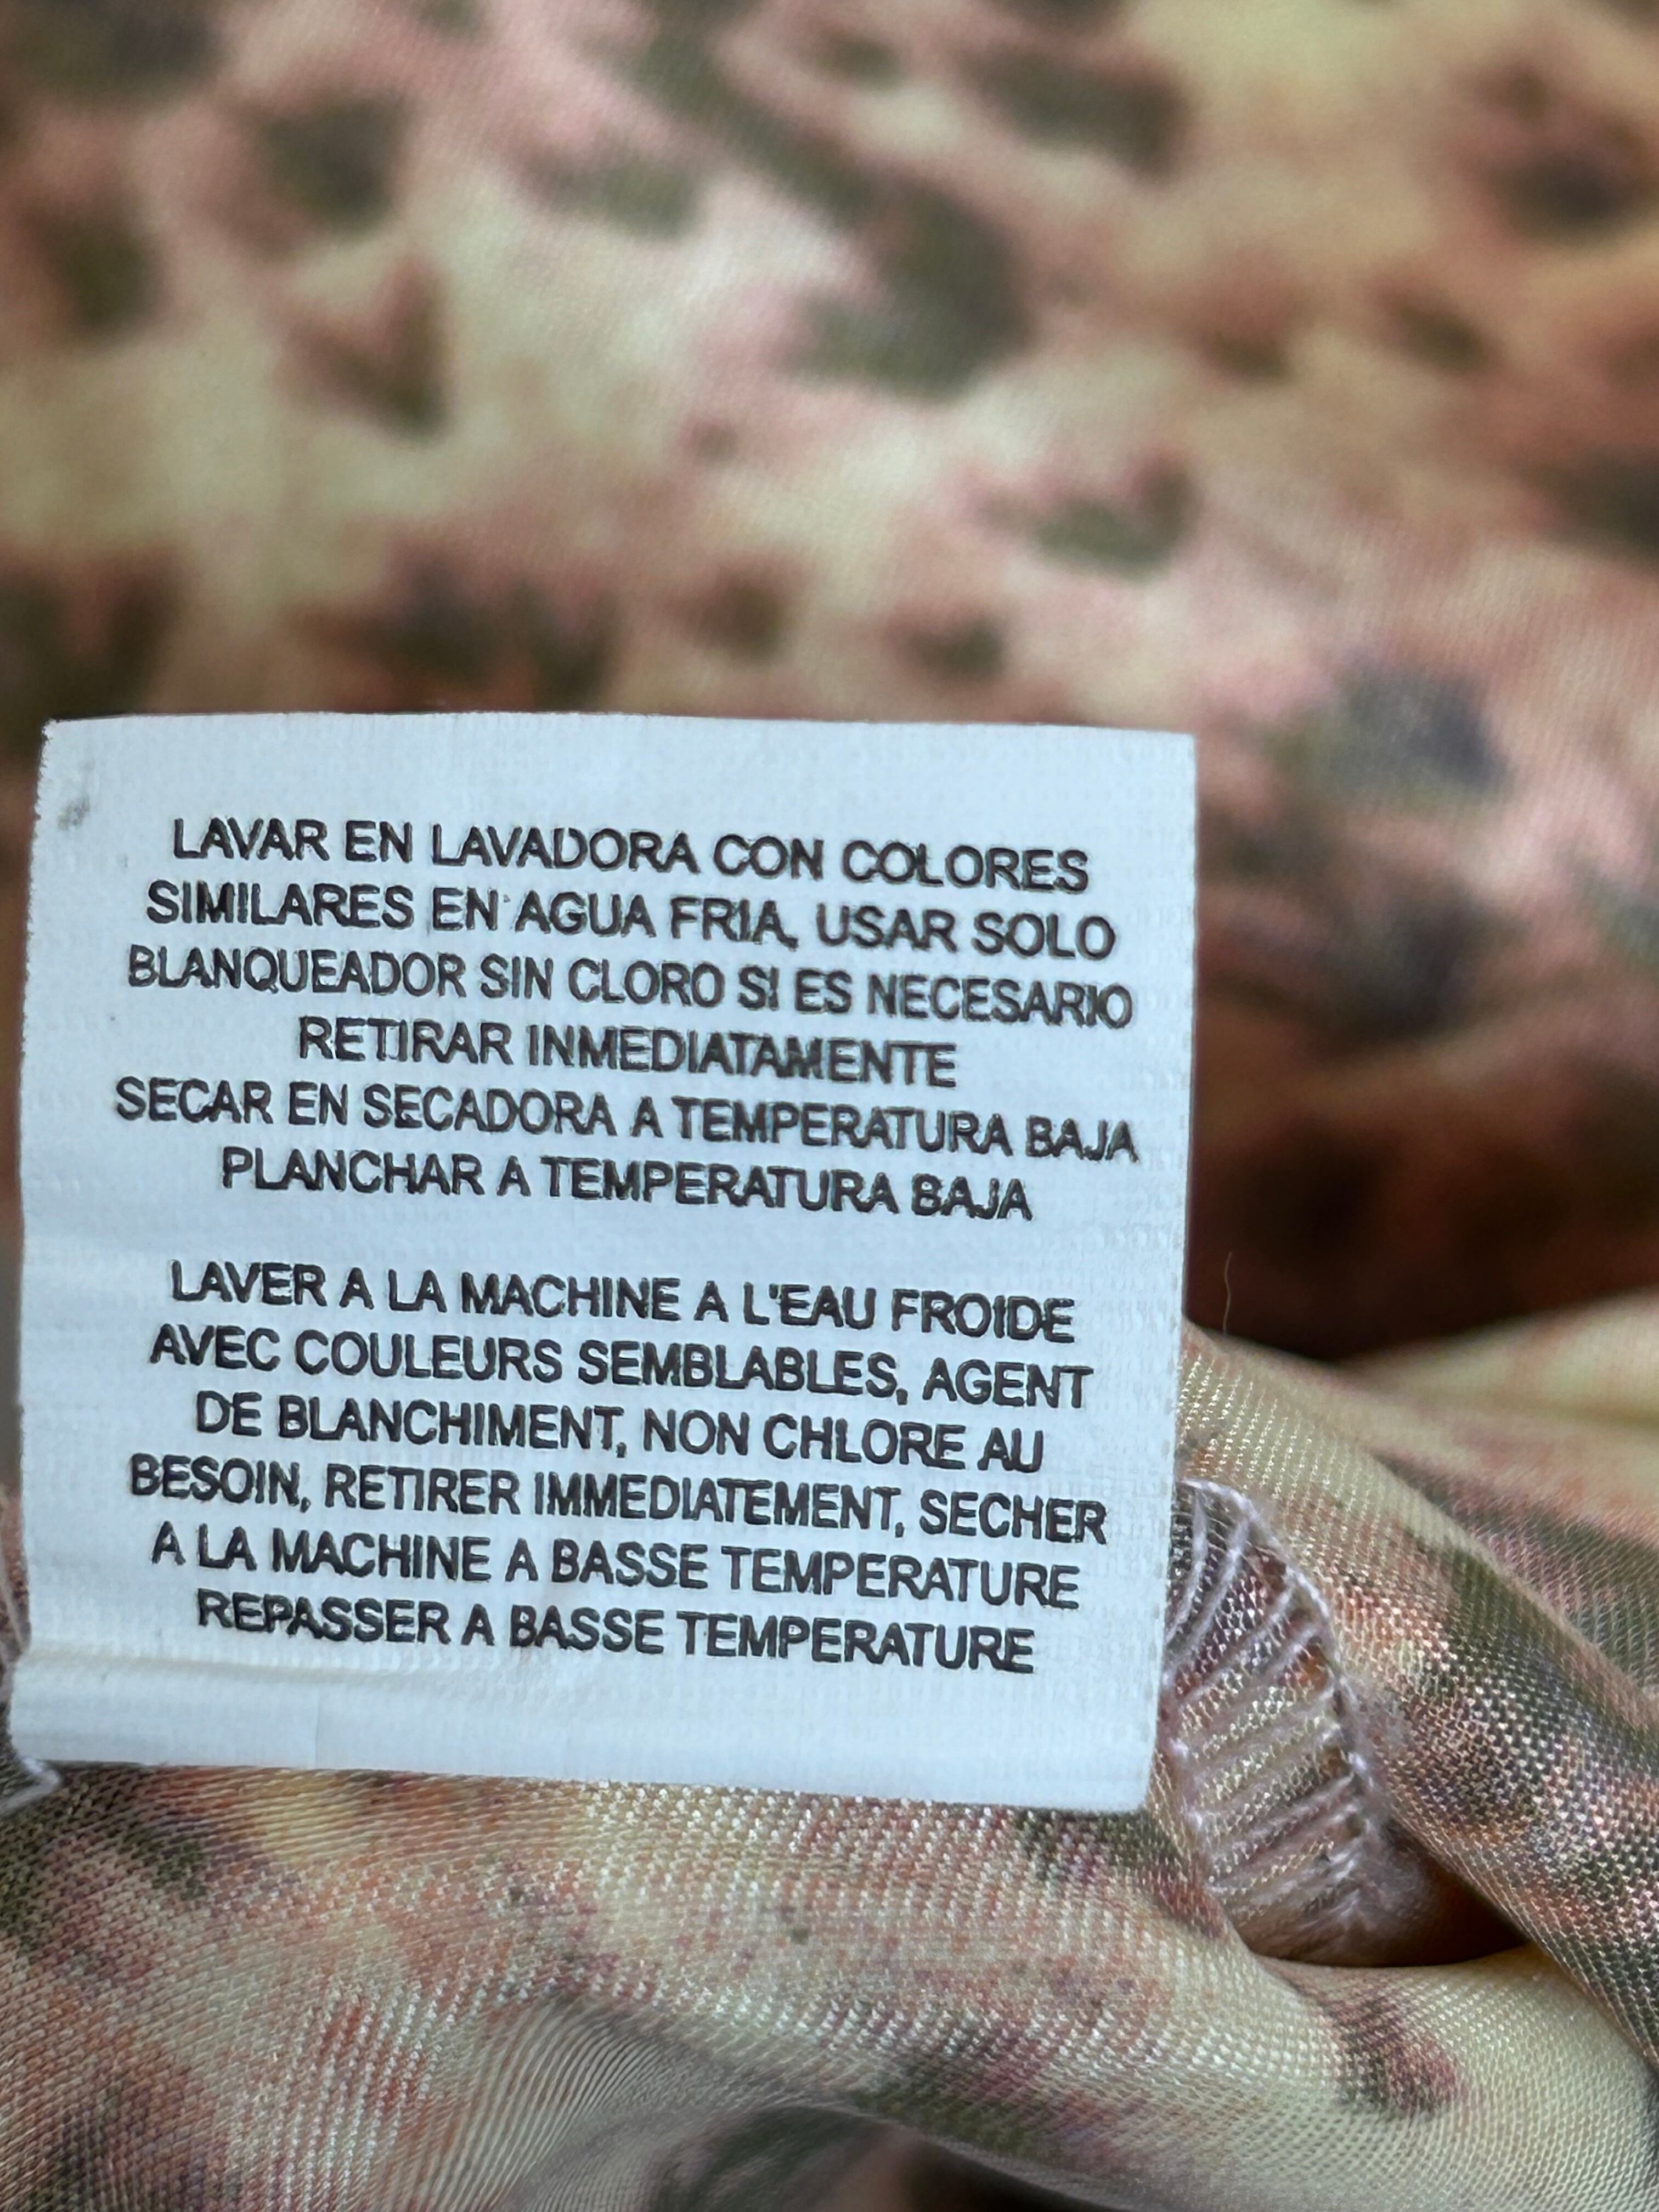 LAVAR EN LAVADORA CON COLORES
SIMILARES EN AGUA FRIA, USAR SOLO
BLANQUEADOR SIN CLORO SI ES NECESARIO
RETIRAR INMEDIATAMENTE
SECAR EN SECADORA A TEMPERATURA BAJA
PLANCHAR A TEMPERATURA BAJA
LAVER A LA MACHINE A L'EAU FROIDE
AVEC COULEURS SEMBLABLES, AGENT
DE BLANCHIMENT, NON CHLORE AU
BESOIN, RETIRER IMMEDIATEMENT, SECHER
A LA MACHINE A BASSE TEMPERATURE
REPASSER A BASSE TEMPERATURE